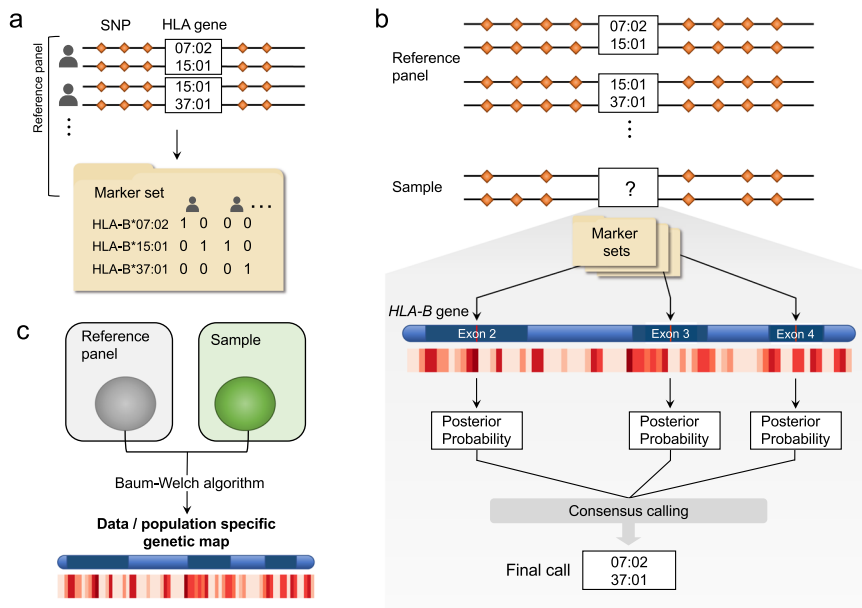 a
SNP HLA gene
Reference panel
07:02
15:01
15:01
37:01
Marker set
HLA-B*07:02 1 0 0 0
HLA-B*15:01 0 1 1 0
HLA-B*37:01 0 0 0 1
b
Reference
panel
07:02
15:01
15:01
37:01
Sample
?
Marker
sets
HLA-B gene
Exon 2 Exon 3 Exon 4
Posterior
Probability
Posterior
Probability
Posterior
Probability
Consensus calling
Final call
07:02
37:01
c
Reference
panel
Sample
Baum-Welch algorithm
Data / population specific
genetic map